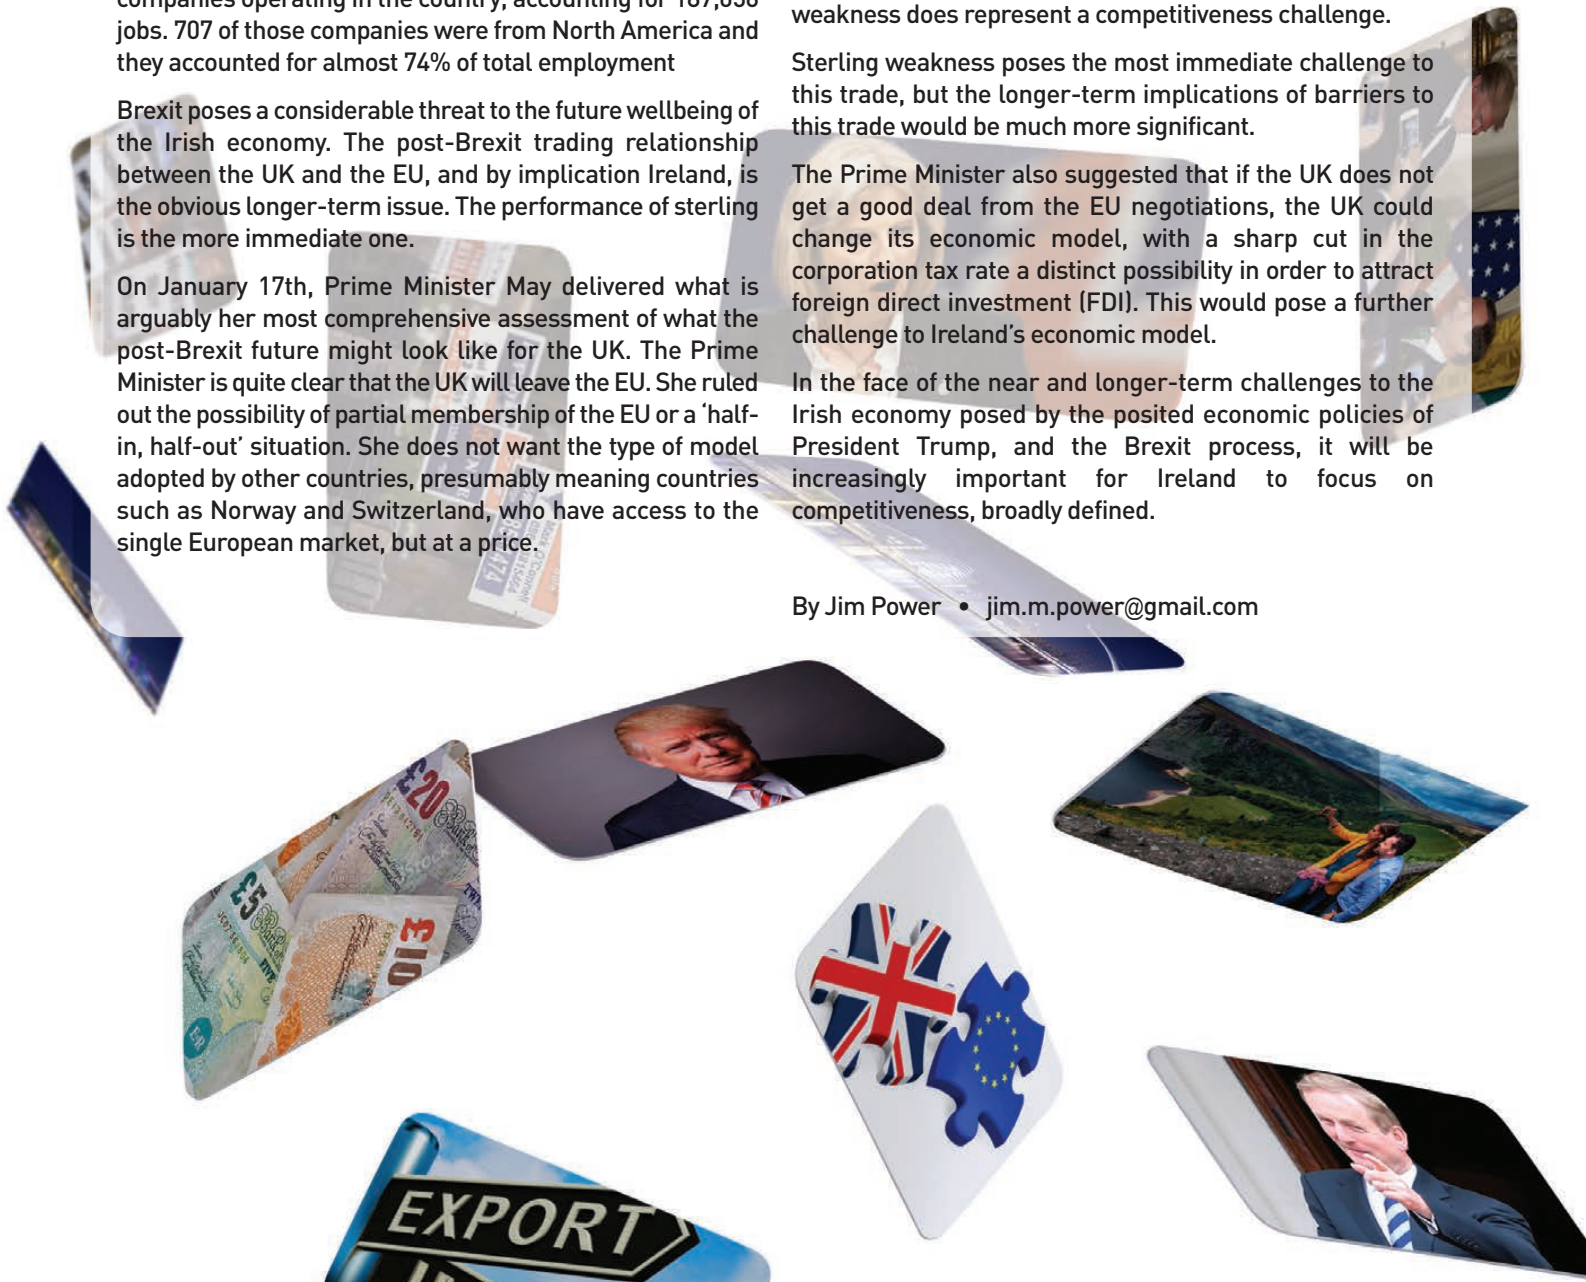 companies operating in the country, accounting for
jobs. 707 of those companies were from North America and
they accounted for almost 74% of total employment
Brexit poses a considerable threat to the future wellbeing of
the Irish economy. The post-Brexit trading relationship
between the UK and the EU, and by implication Ireland, is
the obvious longer-term issue. The performance of sterling
is the more immediate one.
On January 17th, Prime Minister May delivered what is
arguably her most comprehensive assessment of what the
post-Brexit future might look like for the UK. The Prime
Minister is quite clear that the UK will leave the EU. She ruled
out the possibility of partial membership of the EU or a ‘half-
in, half-out’ situation. She does not want the type of model
adopted by other countries, presumably meaning countries
such as Norway and Switzerland, who have access to the
single European market, but at a price.
weakness does represent a competitiveness challenge.
Sterling weakness poses the most immediate challenge to
this trade, but the longer-term implications of barriers to
this trade would be much more significant.
The Prime Minister also suggested that if the UK does not
get a good deal from the EU negotiations, the UK could
change its economic model, with a sharp cut in the
corporation tax rate a distinct possibility in order to attract
foreign direct investment (FDI). This would pose a further
challenge to Ireland’s economic model.
In the face of the near and longer-term challenges to the
Irish economy posed by the posited economic policies of
President Trump, and the Brexit process, it will be
increasingly important for Ireland to focus on
competitiveness, broadly defined.
By Jim Power • jim.m.power@gmail.com
£20
£5
£10
FIVE
EXPORT